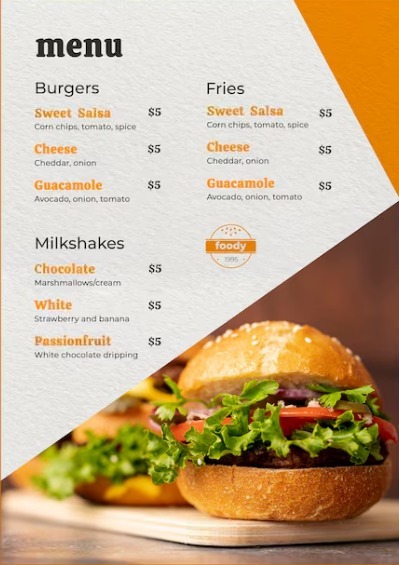 menu
Burgers
Sweet Salsa $5
Corn chips, tomato, spice
Cheese $5
Cheddar, onion
Guacamole $5
Avocado, onion, tomato
Milkshakes
Chocolate $5
Marshmallows/cream
White $5
Strawberry and banana
Passionfruit $5
White chocolate dripping
Fries
Sweet Salsa $5
Corn chips, tomato, spice
Cheese $5
Cheddar, onion
Guacamole $5
Avocado, onion, tomato
foody
1995